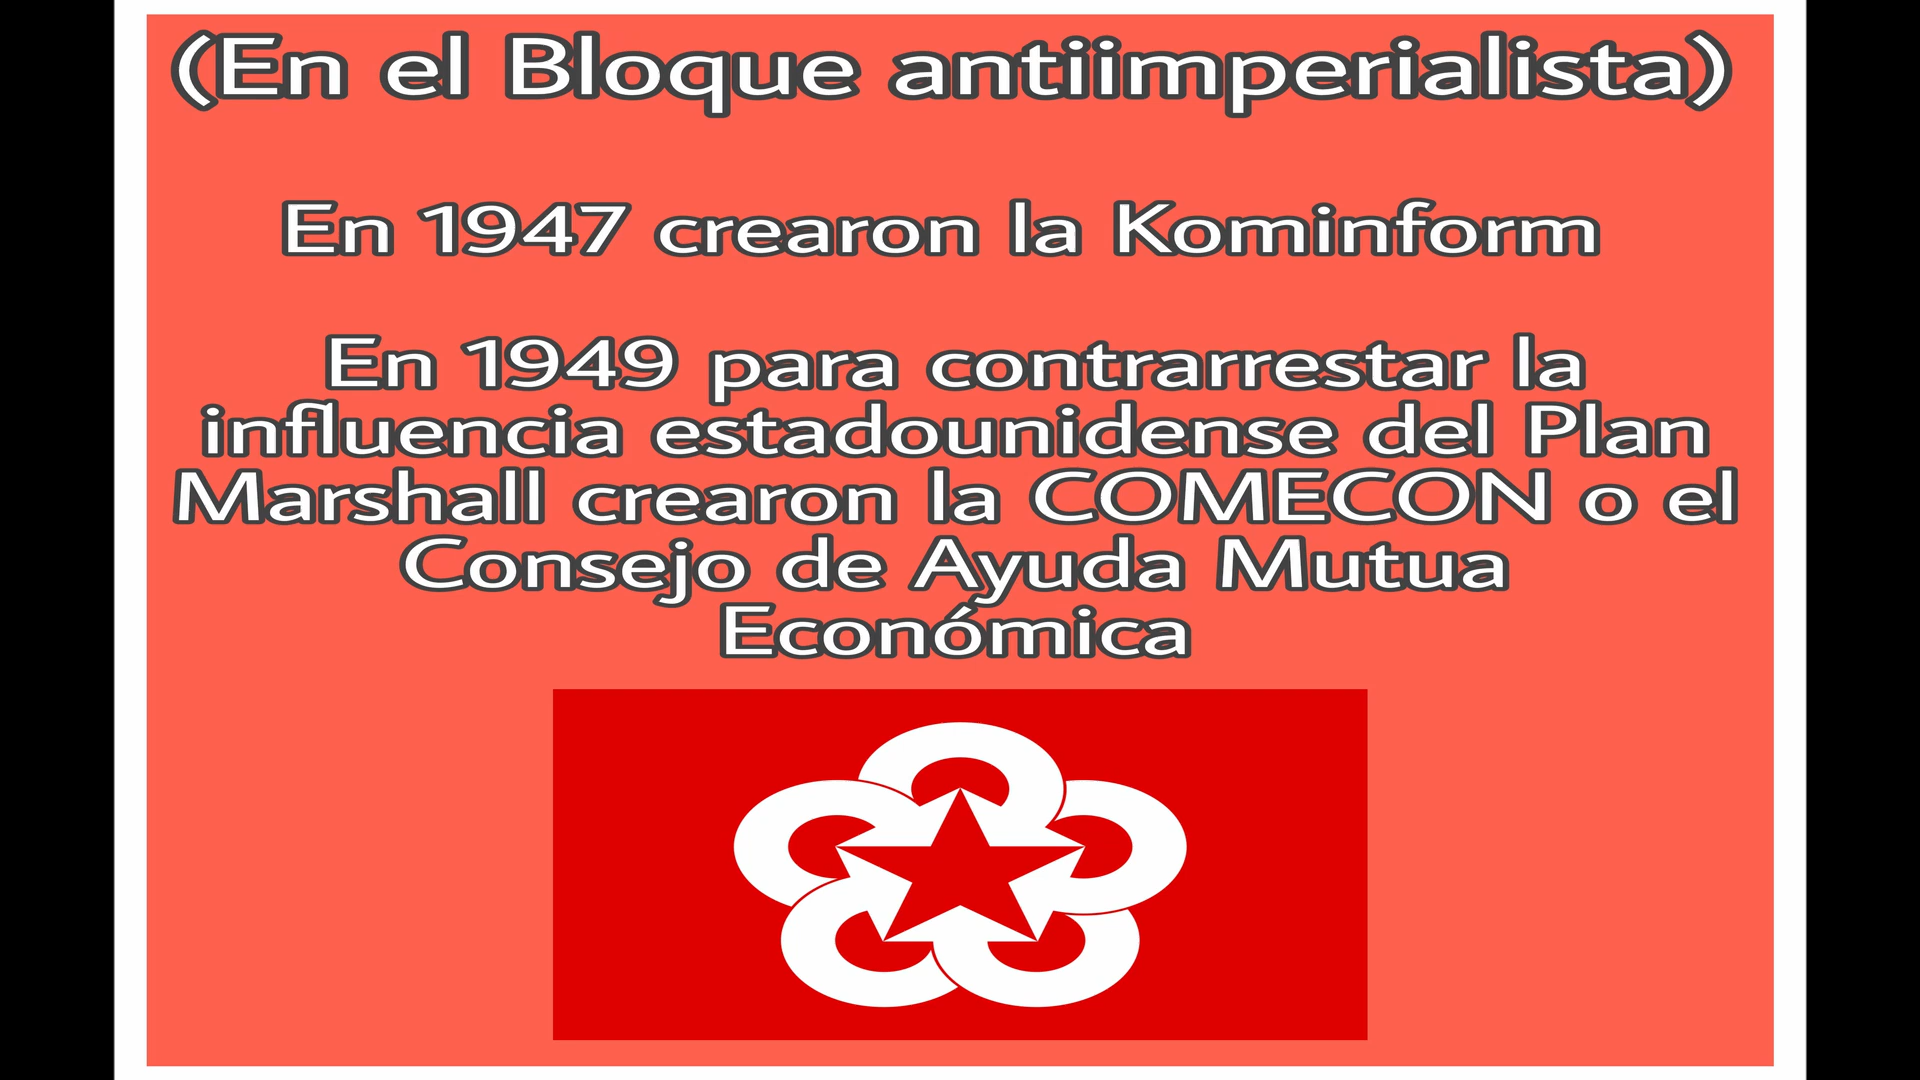 (En el Bloque antiimperialista)
En 1947 crearon la Kominform
En 1949 para contrarrestar la
influencia estadounidense del Plan
Marshall crearon la COMECON o el
Consejo de Ayuda Mutua
Económica